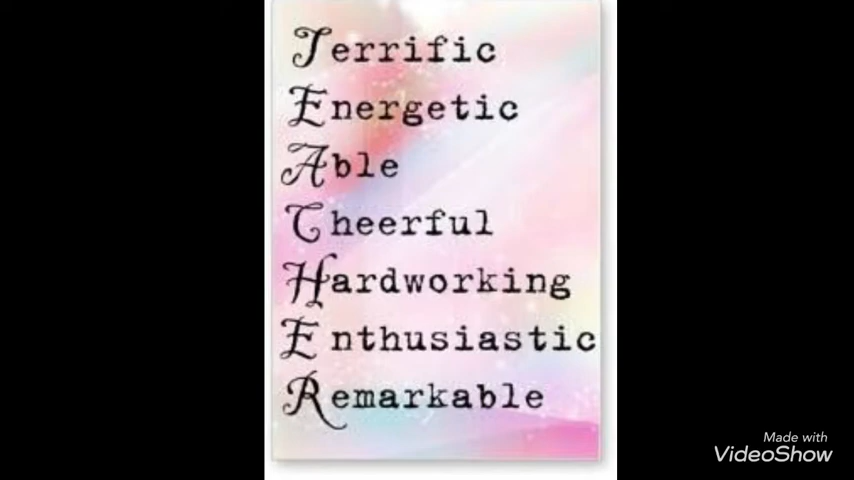 Terrific
Energetic
Able
Cheerful
Hardworking
Enthusiastic
Remarkable
Made with
VideoShow